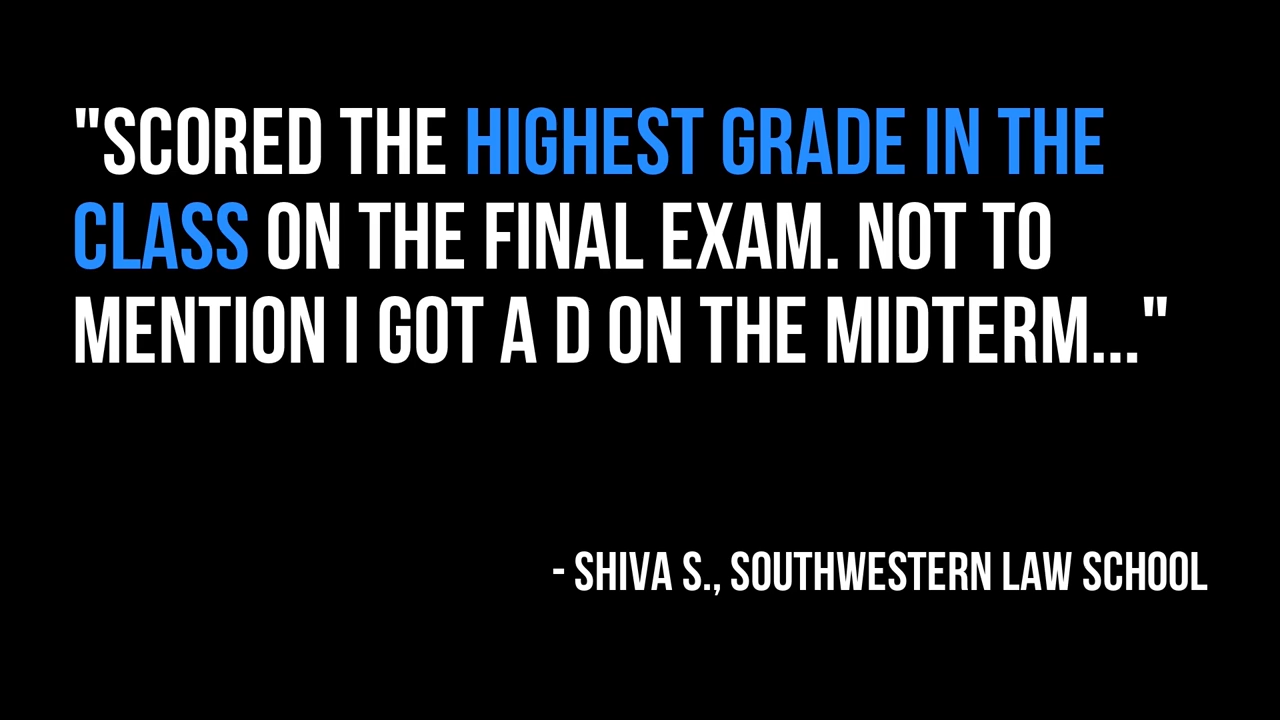 "SCORED THE HIGHEST GRADE IN THE
CLASS ON THE FINAL EXAM. NOT TO
MENTION I GOT A D ON THE MIDTERM..."
- SHIVA S., SOUTHWESTERN LAW SCHOOL